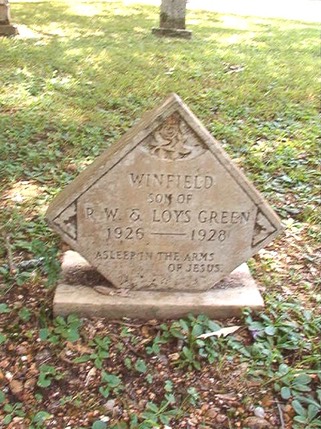 WINFIELD
SON OF
R. W. & LOYS GREEN
1926 — 1928
ASLEEP IN THE ARMS
OF JESUS.